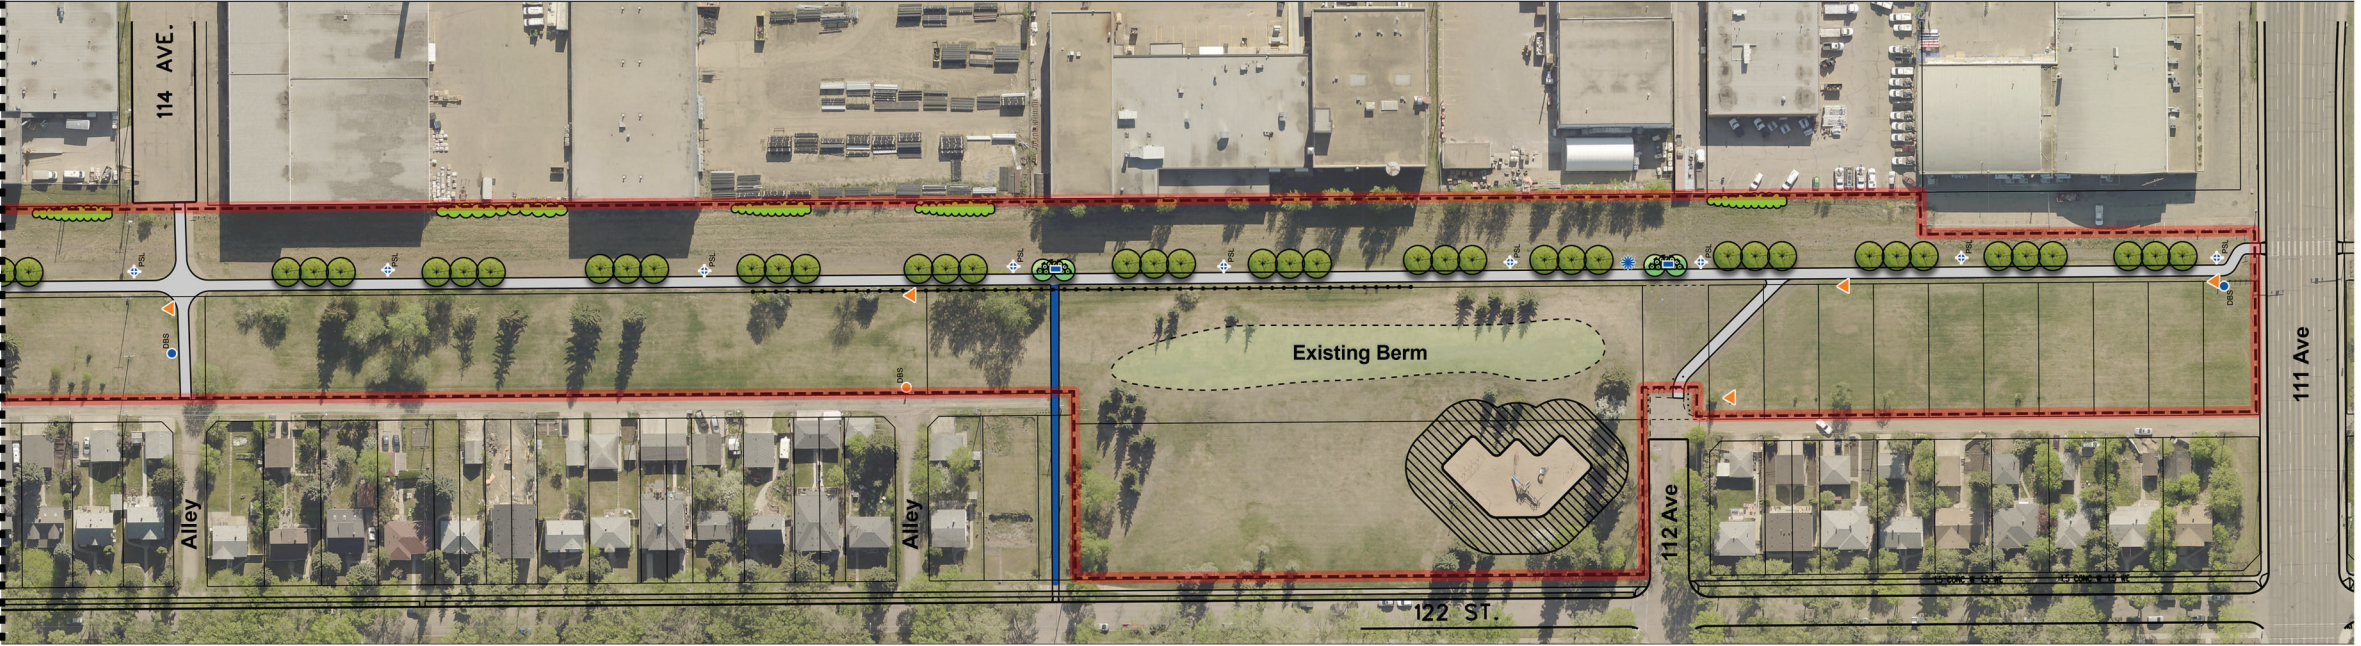 114 AVE.
PSL
PSL
PSL
PSL
PSL
PSL
PSL
PSL
PSL
DBS
DBS
DBS
Existing Berm
111 Ave
Alley
Alley
112 Ave
122 ST.